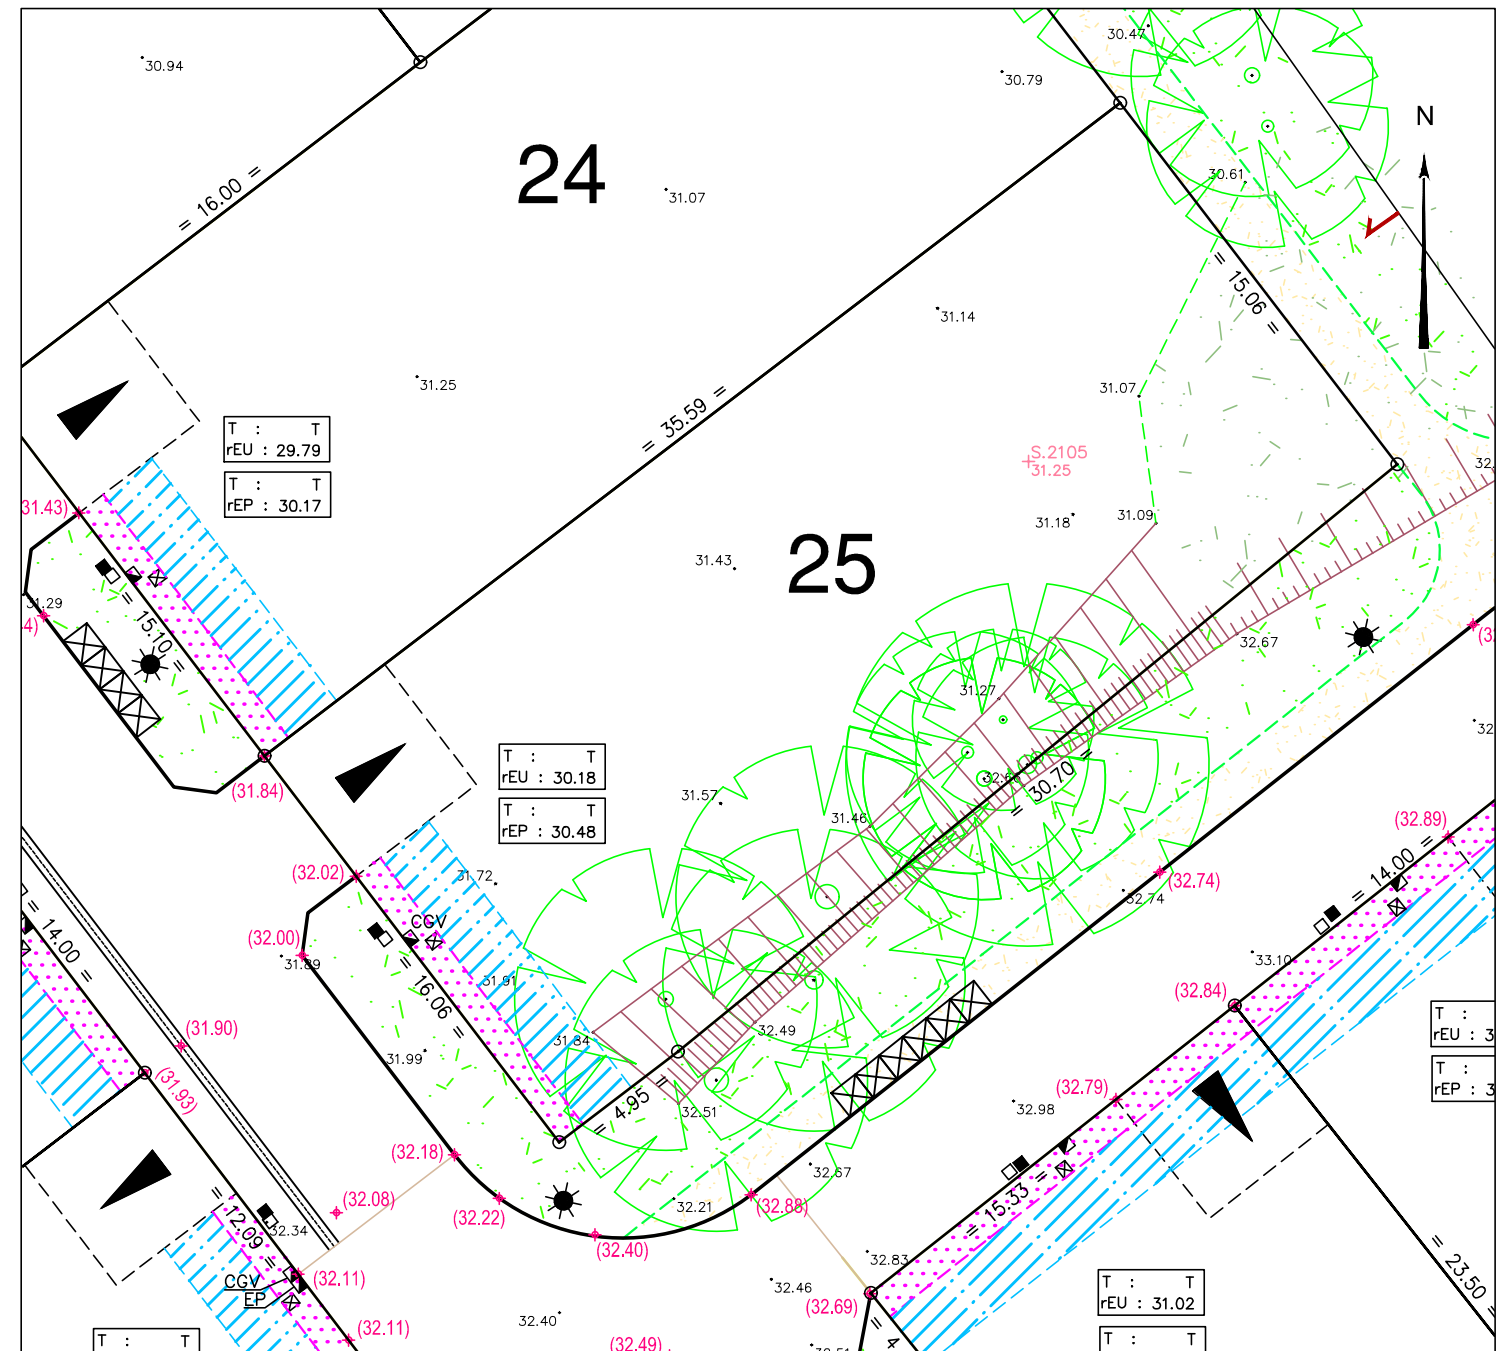 30.47
30.94
30.79
N
24
31.07
30.61
= 16.00 =
= 15.06 =
31.14
31.25
31.07
= 35.59 =
T : T
rEU : 29.79
S.2105
31.25
T : T
rEP : 30.17
31.43)
31.18
31.09
25
31.43
31.29
4)
= 15.10 =
32.67
31.27
(31.84)
T : T
rEU : 30.18
32.66
= 30.70 =
31.57
T : T
rEP : 30.48
31.46
(32.89)
= 14.00 =
(32.02)
31.72
(32.74)
32.74
CGV
= 14.00 =
(32.00)
31.89
31.91
33.10
(32.84)
= 16.06 =
(31.90)
31.84
32.49
31.99
T :
rEU : 3
(31.93)
= 4.95 =
32.51
32.98
(32.79)
T :
rEP : 3
(32.18)
32.67
(32.08)
(32.22)
32.21
(32.88)
= 15.33 =
= 12.09 =
32.34
(32.40)
32.83
= 23.50 =
CGV
EP
(32.11)
32.46
(32.69)
T : T
rEU : 31.02
32.40
(32.11)
(32.49)
= 4
T : T
T : T